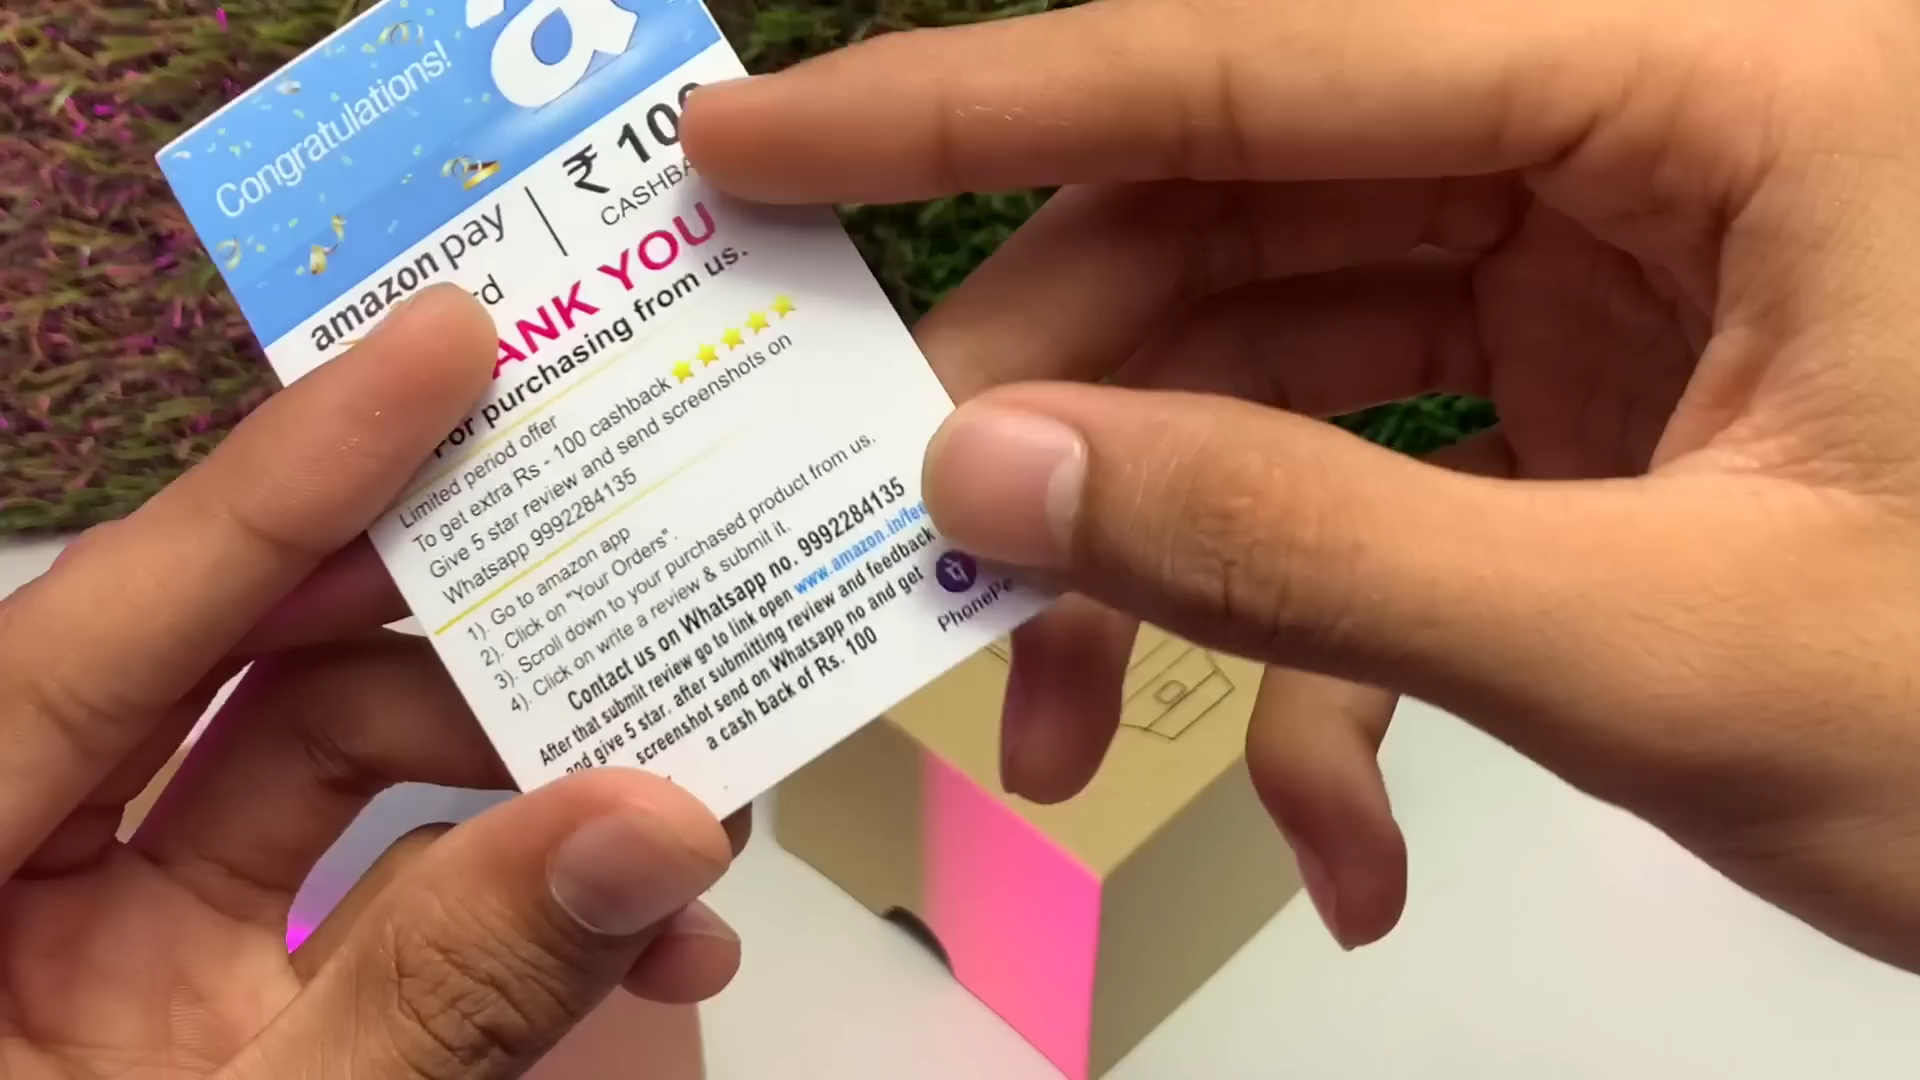 Congratulations!
a
amazon pay
₹ 100
CASHBA
rd
ANK YOU
For purchasing from us.
Limited period offer
To get extra Rs - 100 cashback
Give 5 star review and send screenshots on
Whatsapp 9992284135
1). Go to amazon app
2). Click on "Your Orders".
3). Scroll down to your purchased product from us.
4). Click on write a review & submit it.
Contact us on Whatsapp no. 9992284135
After that submit review go to link open www.amazon.in/fee
and give 5 star. after submitting review and feedback
screenshot send on Whatsapp no and get
a cash back of Rs. 100
PhonePe